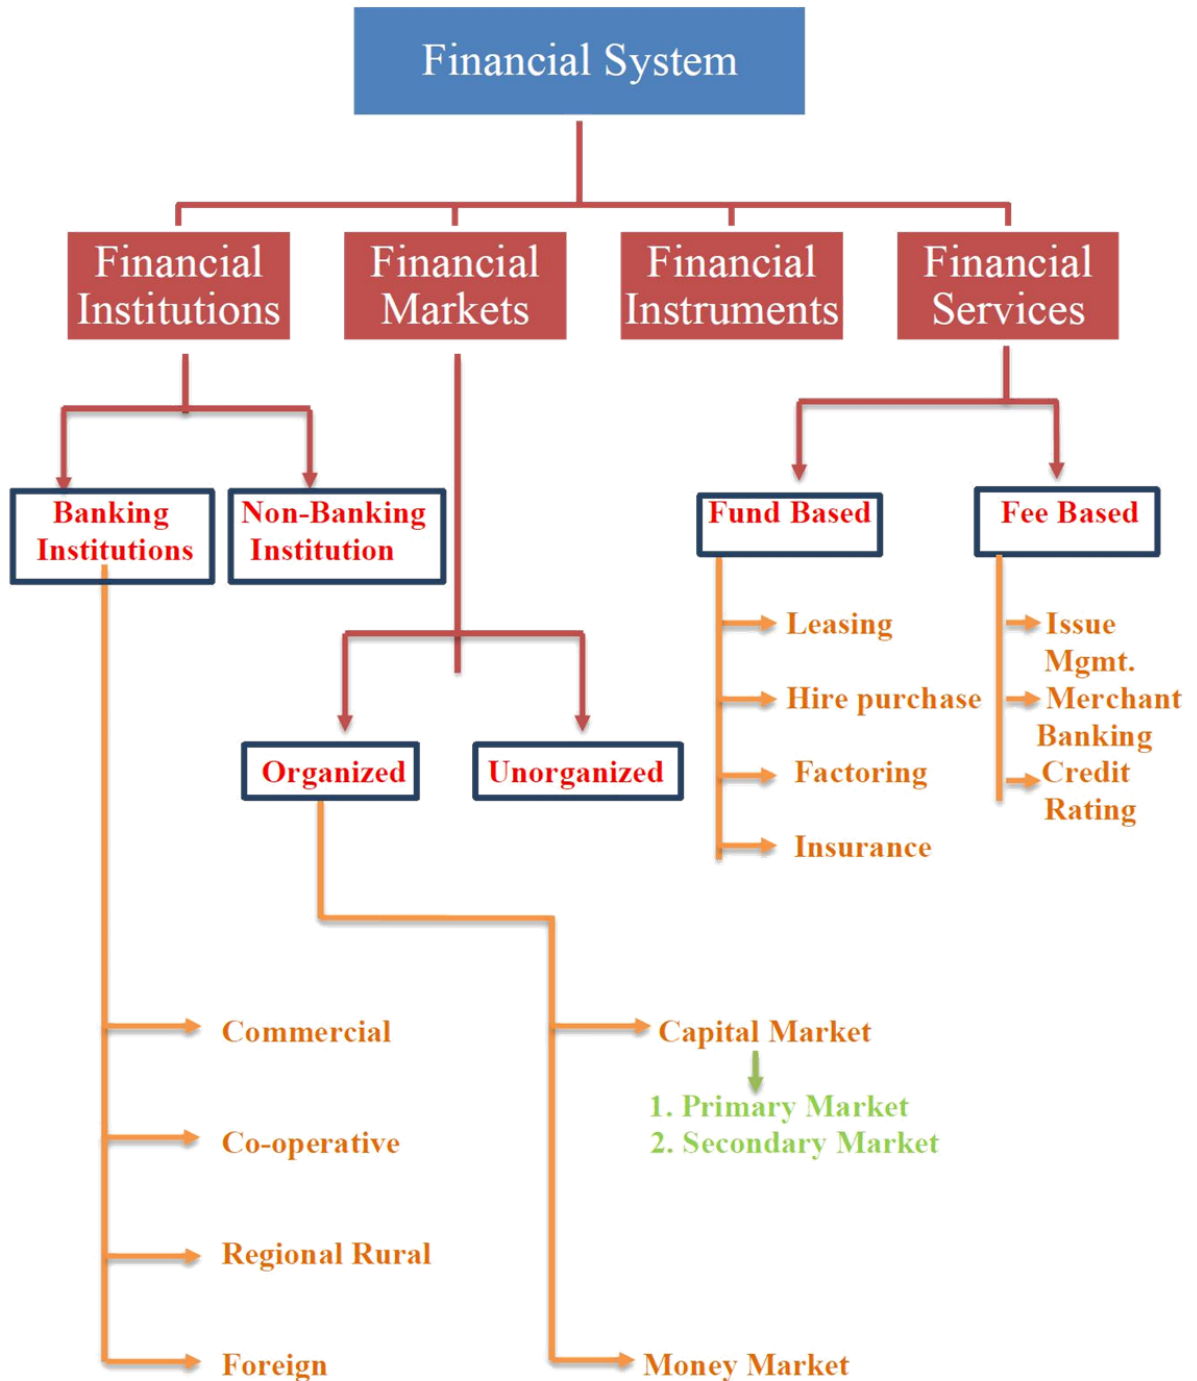 Financial System
Financial
Institutions
Financial
Markets
Financial
Instruments
Financial
Services
Banking
Institutions
Non-Banking
Institution
Fund Based
Fee Based
Leasing
Hire purchase
Factoring
Insurance
Issue
Mgmt.
Merchant
Banking
Credit
Rating
Organized
Unorganized
Commercial
Co-operative
Regional Rural
Foreign
Capital Market
1. Primary Market
2. Secondary Market
Money Market